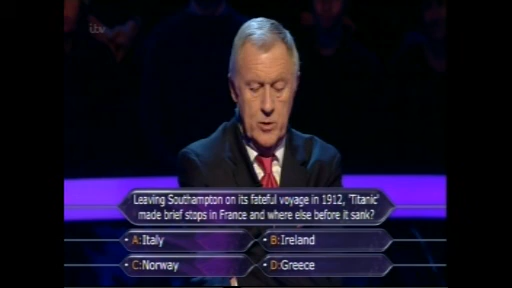 itv
Leaving Southampton on its fateful voyage in 1912, 'Titanic'
made brief stops in France and where else before it sank?
A: Italy
B: Ireland
C: Norway
D: Greece